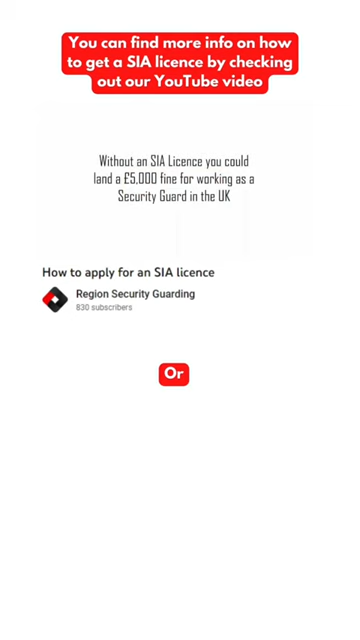 You can find more info on how
to get a SIA licence by checking
out our YouTube video
Without an SIA Licence you could
land a £5,000 fine for working as a
Security Guard in the UK
How to apply for an SIA licence
Region Security Guarding
830 subscribers
Or